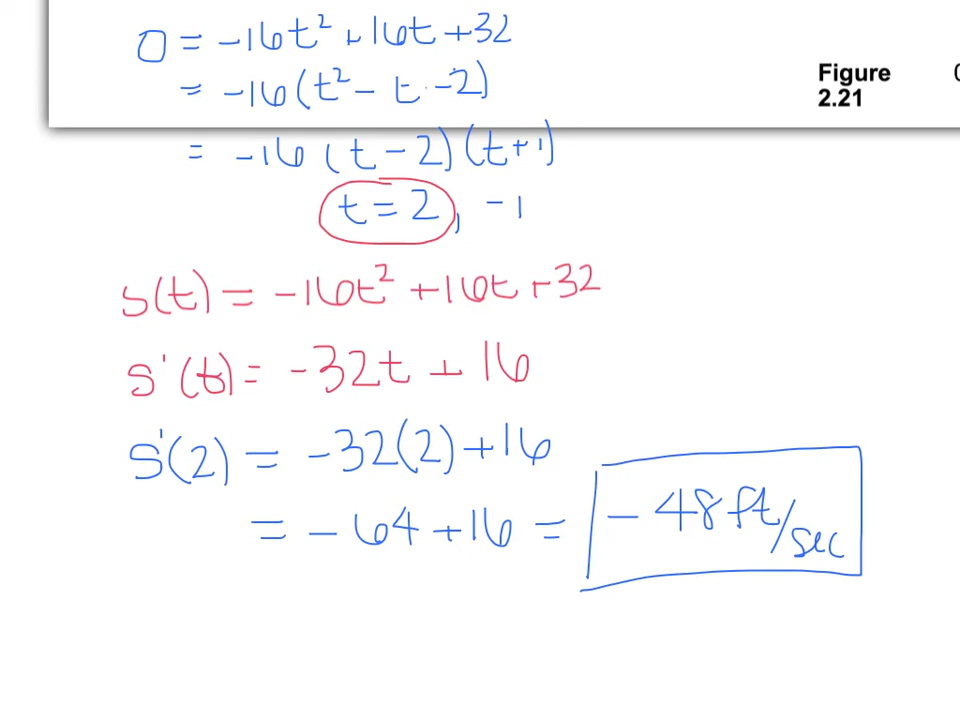 0 = -16t² + 16t + 32
= -16(t² - t - 2)
Figure
2.21
= -16(t - 2)(t + 1)
t = 2, -1
s(t) = -16t² + 16t + 32
s'(t) = -32t + 16
s'(2) = -32(2) + 16
= -64 + 16 = -48 ft/sec